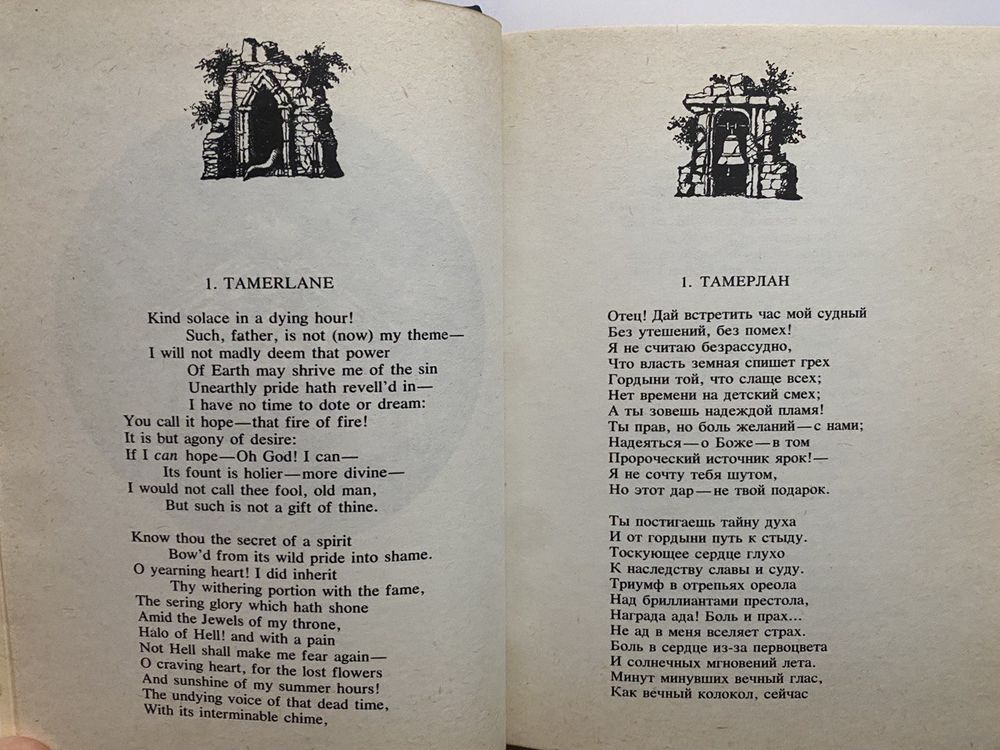 1. TAMERLANE
Kind solace in a dying hour!
Such, father, is not (now) my theme—
I will not madly deem that power
Of Earth may shrive me of the sin
Unearthly pride hath revell'd in—
I have no time to dote or dream:
You call it hope—that fire of fire!
It is but agony of desire:
If I can hope—Oh God! I can—
Its fount is holier—more divine—
I would not call thee fool, old man,
But such is not a gift of thine.
Know thou the secret of a spirit
Bow'd from its wild pride into shame.
O yearning heart! I did inherit
Thy withering portion with the fame,
The sering glory which hath shone
Amid the Jewels of my throne,
Halo of Hell! and with a pain
Not Hell shall make me fear again—
O craving heart, for the lost flowers
And sunshine of my summer hours!
The undying voice of that dead time,
With its interminable chime,
1. ТАМЕРЛАН
Отец! Дай встретить час мой судный
Без утешений, без помех!
Я не считаю безрассудно,
Что власть земная спишет грех
Гордыни той, что слаще всех;
Нет времени на детский смех;
А ты зовешь надеждой пламя!
Ты прав, но боль желаний—с нами;
Надеяться—о Боже—в том
Пророческий источник ярок!—
Я не сочту тебя шутом,
Но этот дар—не твой подарок.
Ты постигаешь тайну духа
И от гордыни путь к стыду.
Тоскующее сердце глухо
К наследству славы и суду.
Триумф в отрепьях ореола
Над бриллиантами престола,
Награда ада! Боль и прах...
Не ад в меня вселяет страх.
Боль в сердце из-за первоцвета
И солнечных мгновений лета.
Минут минувших вечный глас,
Как вечный колокол, сейчас